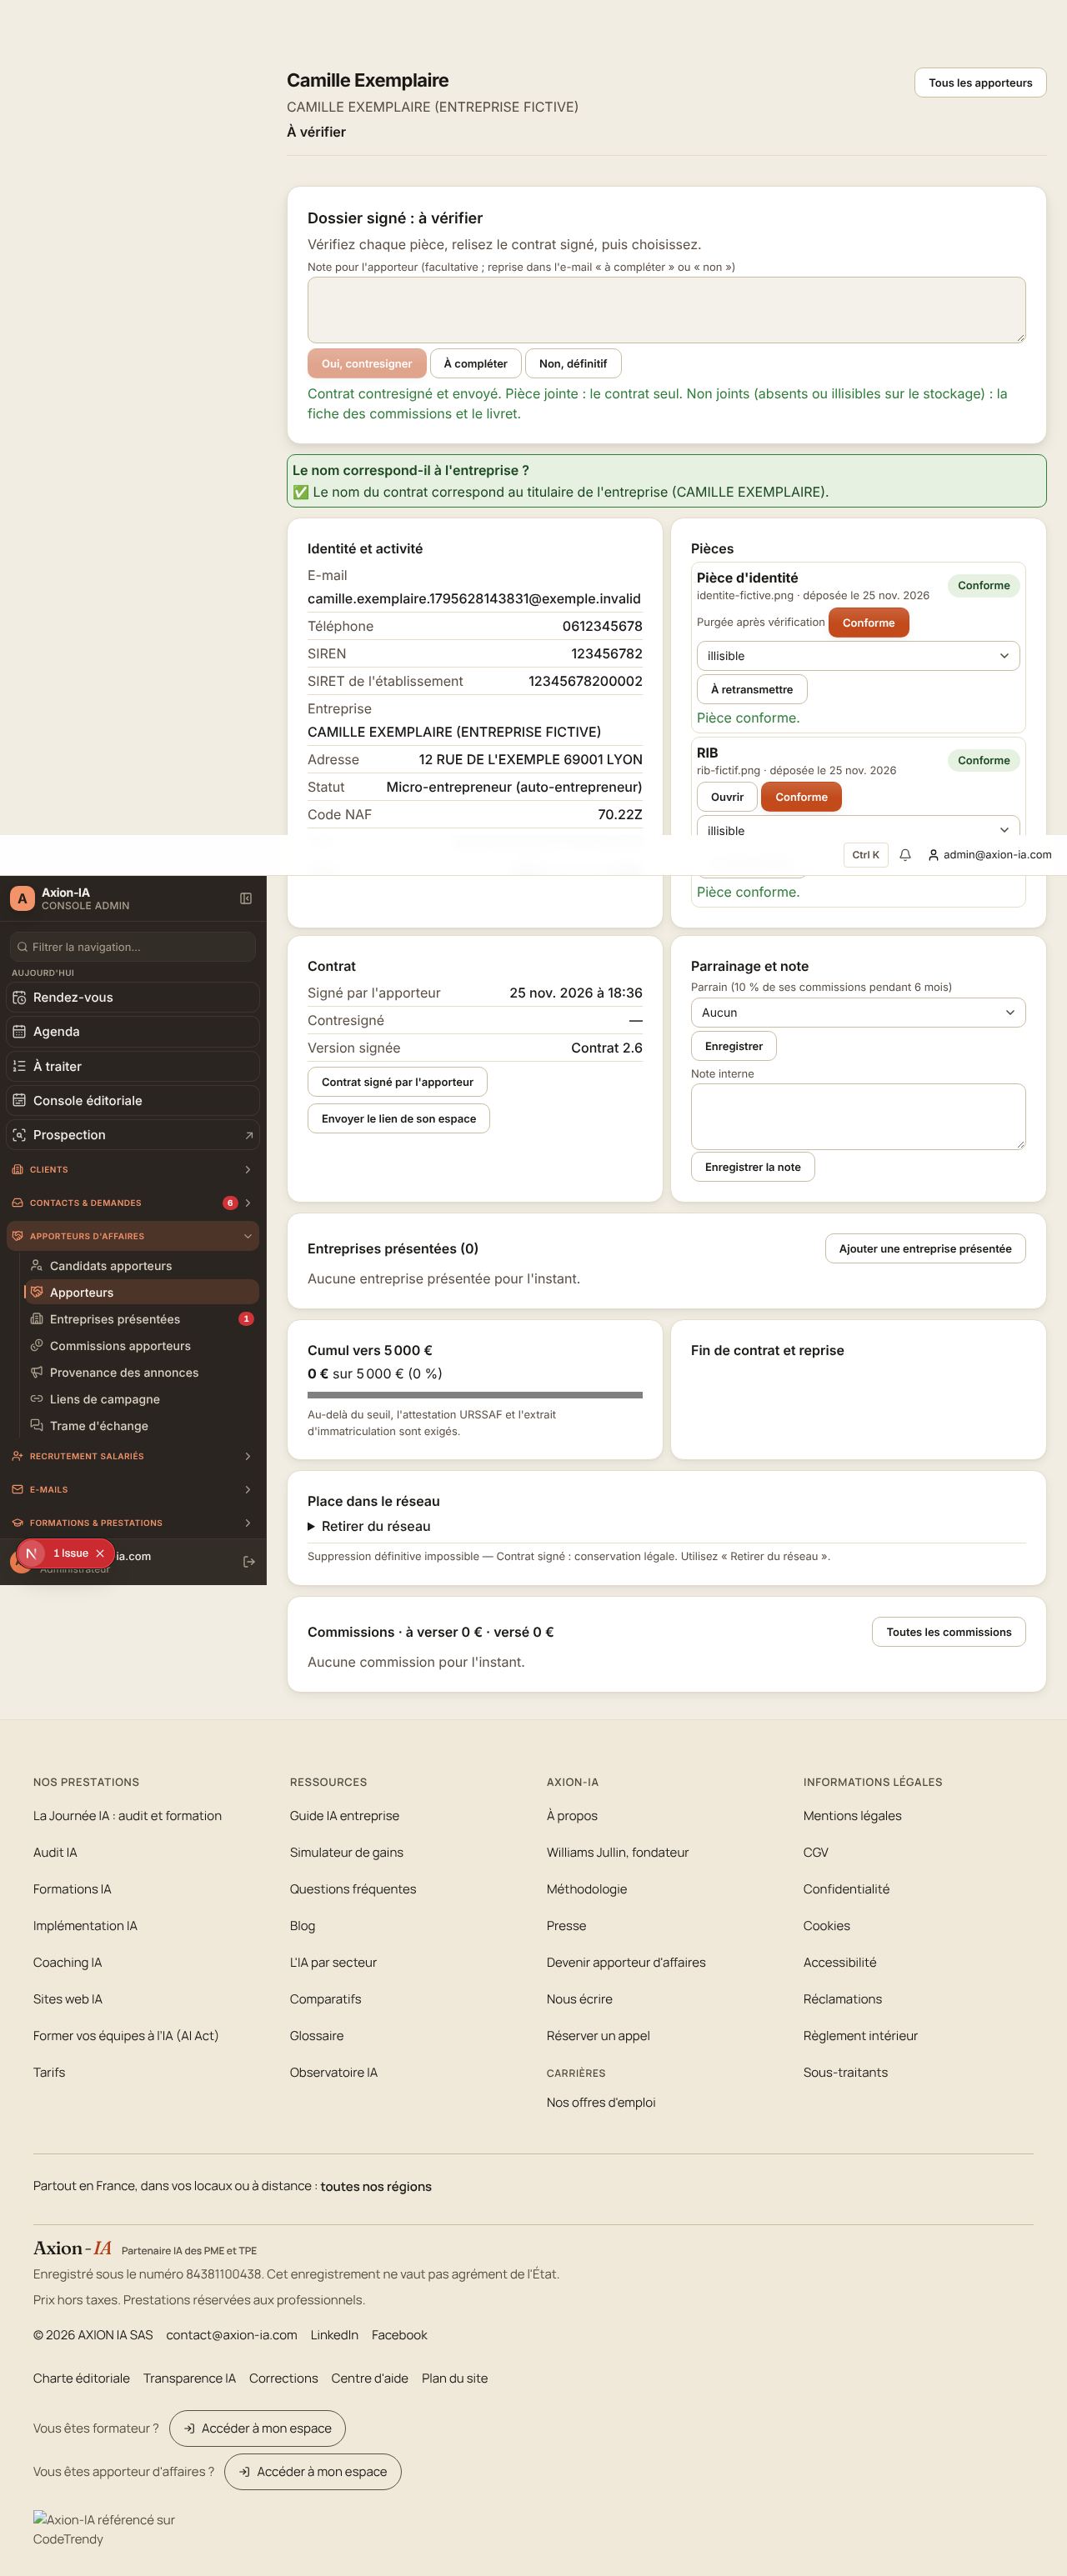 Camille Exemplaire
Tous les apporteurs
CAMILLE EXEMPLAIRE (ENTREPRISE FICTIVE)
À vérifier
Dossier signé : à vérifier
Vérifiez chaque pièce, relisez le contrat signé, puis choisissez.
Note pour l'apporteur (facultative ; reprise dans l'e-mail « à compléter » ou « non »)
Oui, contresigner
À compléter
Non, définitif
Contrat contresigné et envoyé. Pièce jointe : le contrat seul. Non joints (absents ou illisibles sur le stockage) : la
fiche des commissions et le livret.
Le nom correspond-il à l'entreprise ?
✅ Le nom du contrat correspond au titulaire de l'entreprise (CAMILLE EXEMPLAIRE).
Identité et activité
E-mail
camille.exemplaire.1795628143831@exemple.invalid
Téléphone 0612345678
SIREN 123456782
SIRET de l'établissement 12345678200002
Entreprise
CAMILLE EXEMPLAIRE (ENTREPRISE FICTIVE)
Adresse 12 RUE DE L'EXEMPLE 69001 LYON
Statut Micro-entrepreneur (auto-entrepreneur)
Code NAF 70.22Z
Pièces
Pièce d'identité
identite-fictive.png · déposée le 25 nov. 2026
Conforme
Purgée après vérification
Conforme
illisible
À retransmettre
Pièce conforme.
RIB
rib-fictif.png · déposée le 25 nov. 2026
Conforme
Ouvrir
Conforme
illisible
Ctrl K
admin@axion-ia.com
Pièce conforme.
A
Axion-IA
CONSOLE ADMIN
Filtrer la navigation...
AUJOURD'HUI
Rendez-vous
Agenda
À traiter
Console éditoriale
Prospection
CLIENTS
CONTACTS & DEMANDES 6
APPORTEURS D'AFFAIRES
Candidats apporteurs
Apporteurs
Entreprises présentées 1
Commissions apporteurs
Provenance des annonces
Liens de campagne
Trame d'échange
RECRUTEMENT SALARIÉS
E-MAILS
FORMATIONS & PRESTATIONS
N
1 Issue
ia.com
Administrateur
Contrat
Signé par l'apporteur 25 nov. 2026 à 18:36
Contresigné —
Version signée Contrat 2.6
Contrat signé par l'apporteur
Envoyer le lien de son espace
Parrainage et note
Parrain (10 % de ses commissions pendant 6 mois)
Aucun
Enregistrer
Note interne
Enregistrer la note
Entreprises présentées (0)
Ajouter une entreprise présentée
Aucune entreprise présentée pour l'instant.
Cumul vers 5 000 €
0 € sur 5 000 € (0 %)
Au-delà du seuil, l'attestation URSSAF et l'extrait
d'immatriculation sont exigés.
Fin de contrat et reprise
Place dans le réseau
Retirer du réseau
Suppression définitive impossible — Contrat signé : conservation légale. Utilisez « Retirer du réseau ».
Commissions · à verser 0 € · versé 0 €
Toutes les commissions
Aucune commission pour l'instant.
NOS PRESTATIONS
La Journée IA : audit et formation
Audit IA
Formations IA
Implémentation IA
Coaching IA
Sites web IA
Former vos équipes à l'IA (AI Act)
Tarifs
RESSOURCES
Guide IA entreprise
Simulateur de gains
Questions fréquentes
Blog
L'IA par secteur
Comparatifs
Glossaire
Observatoire IA
AXION-IA
À propos
Williams Jullin, fondateur
Méthodologie
Presse
Devenir apporteur d'affaires
Nous écrire
Réserver un appel
CARRIÈRES
Nos offres d'emploi
INFORMATIONS LÉGALES
Mentions légales
CGV
Confidentialité
Cookies
Accessibilité
Réclamations
Règlement intérieur
Sous-traitants
Partout en France, dans vos locaux ou à distance : toutes nos régions
Axion-IA Partenaire IA des PME et TPE
Enregistré sous le numéro 84381100438. Cet enregistrement ne vaut pas agrément de l'État.
Prix hors taxes. Prestations réservées aux professionnels.
© 2026 AXION IA SAS contact@axion-ia.com LinkedIn Facebook
Charte éditoriale Transparence IA Corrections Centre d'aide Plan du site
Vous êtes formateur ? Accéder à mon espace
Vous êtes apporteur d'affaires ? Accéder à mon espace
Axion-IA référencé sur
CodeTrendy